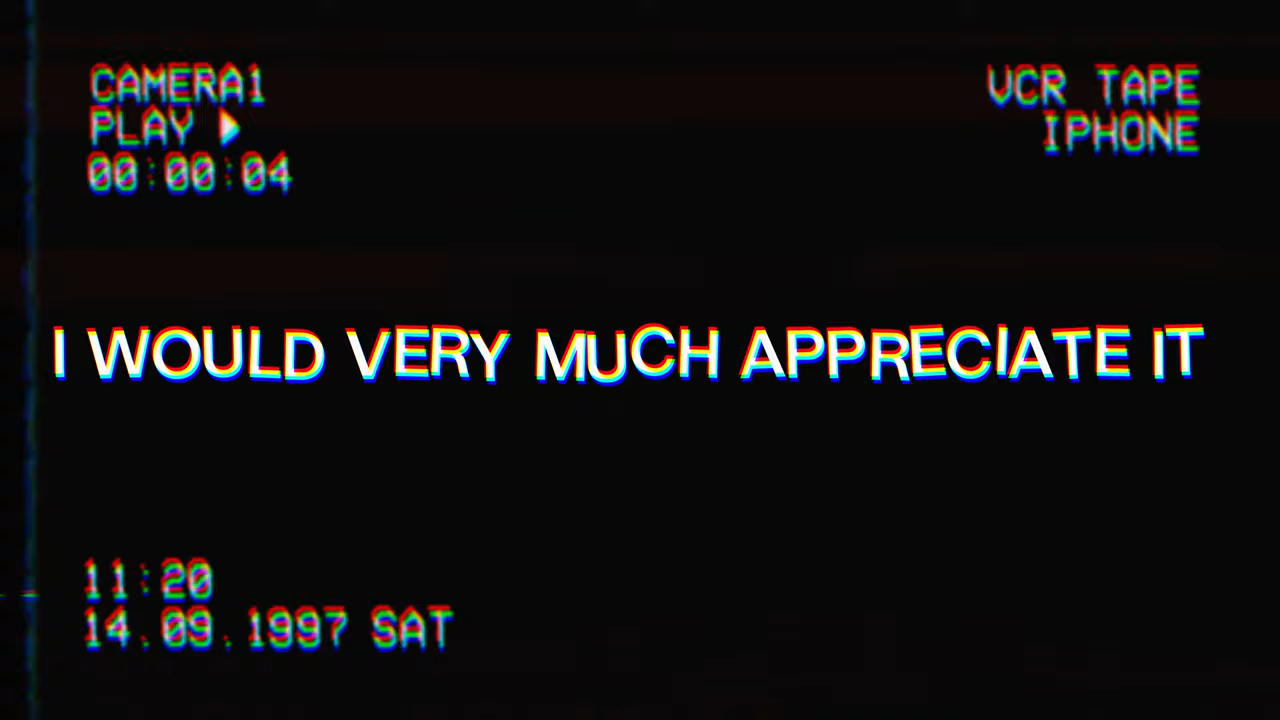 CAMERA1
PLAY ▶
00:00:04
VCR TAPE
IPHONE
I WOULD VERY MUCH APPRECIATE IT
11:20
14.09.1997 SAT